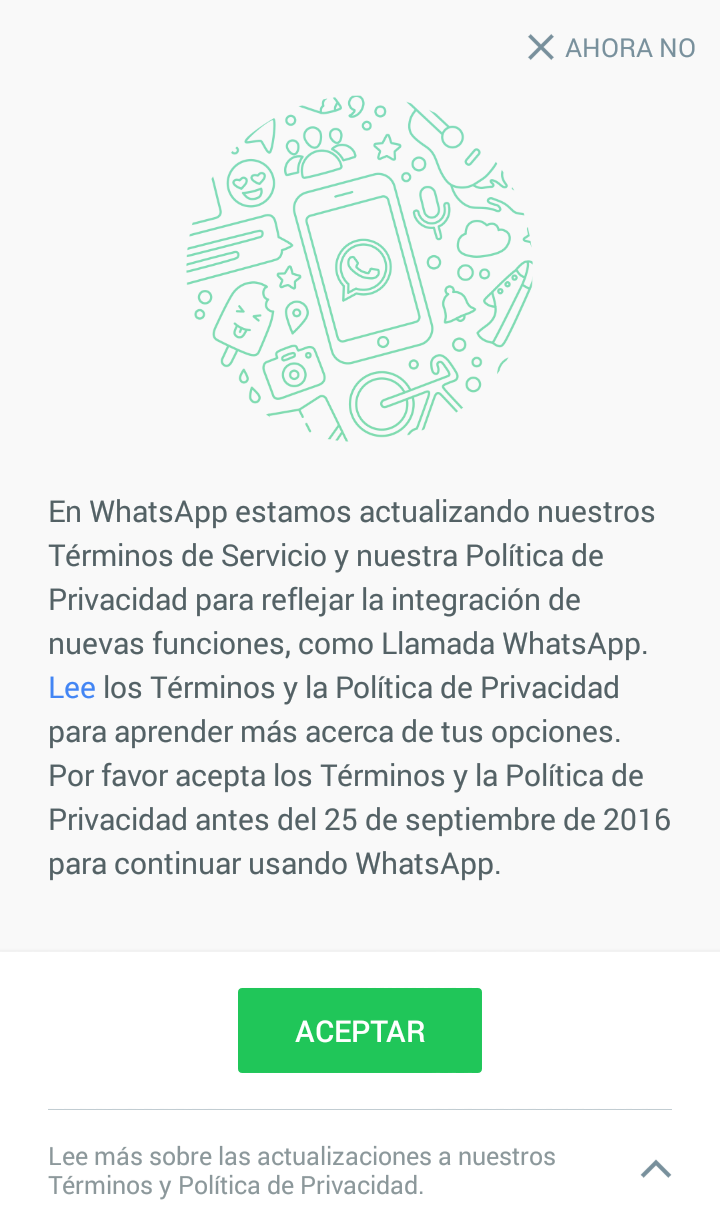 AHORA NO
En WhatsApp estamos actualizando nuestros
Términos de Servicio y nuestra Política de
Privacidad para reflejar la integración de
nuevas funciones, como Llamada WhatsApp.
Lee los Términos y la Política de Privacidad
para aprender más acerca de tus opciones.
Por favor acepta los Términos y la Política de
Privacidad antes del 25 de septiembre de 2016
para continuar usando WhatsApp.
ACEPTAR
Lee más sobre las actualizaciones a nuestros
Términos y Política de Privacidad.